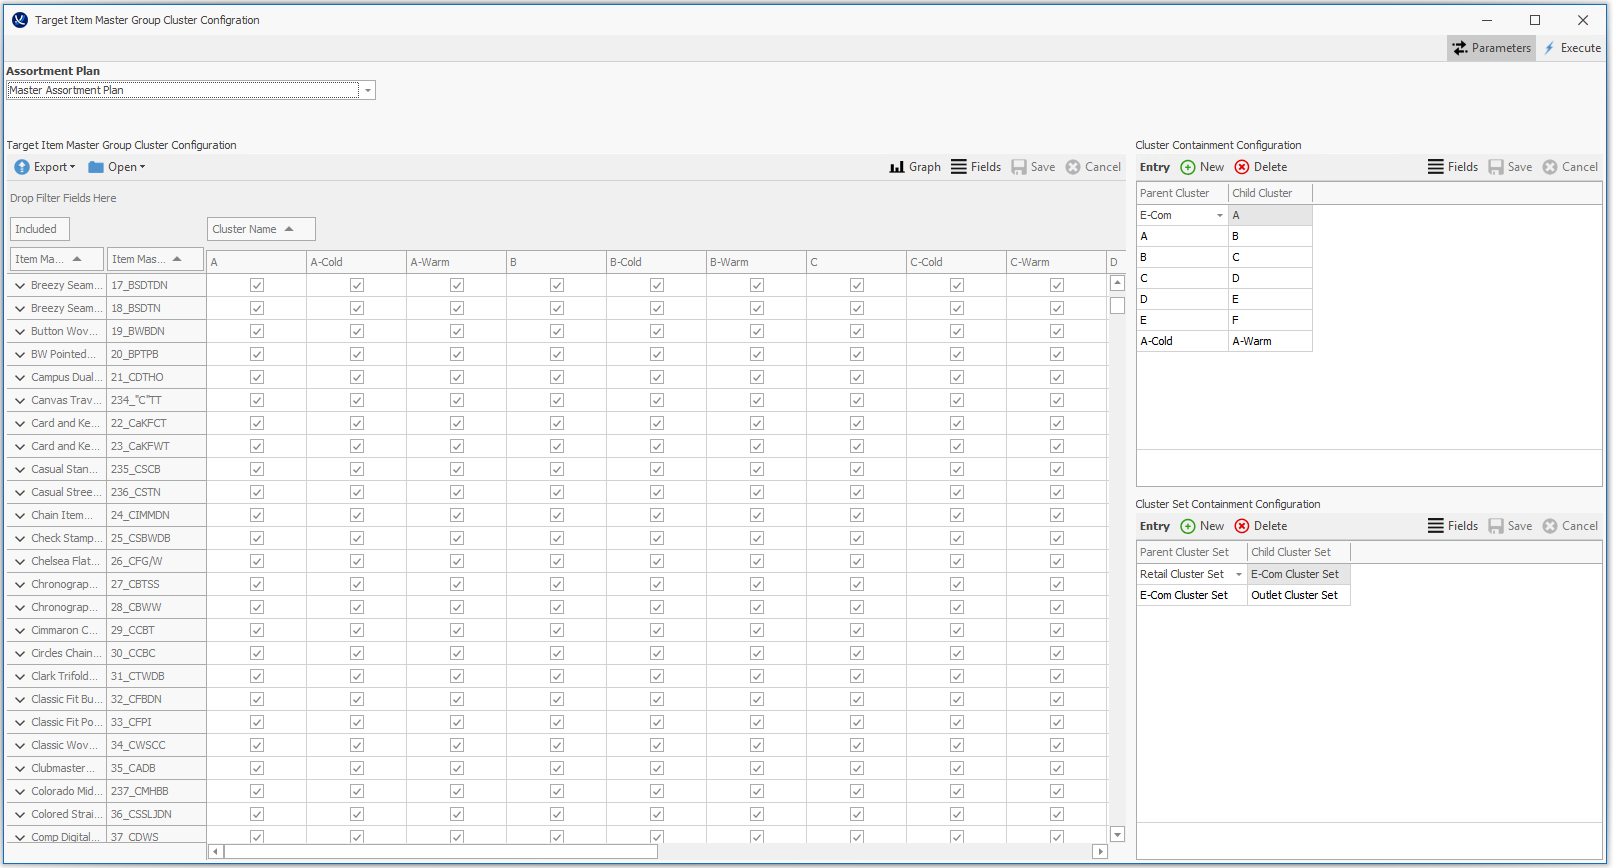 Target Item Master Group Cluster Configration
Parameters Execute
Assortment Plan
Master Assortment Plan
Target Item Master Group Cluster Configuration
Export Open Graph Fields Save Cancel
Drop Filter Fields Here
Included Cluster Name
Item Ma... Item Mas... A A-Cold A-Warm B B-Cold B-Warm C C-Cold C-Warm D
Breezy Seam... 17_BSDTDN
Breezy Seam... 18_BSDTN
Button Wov... 19_BWBDN
BW Pointed... 20_BPTPB
Campus Dual... 21_CDTHO
Canvas Trav... 234_"C"TT
Card and Ke... 22_CaKFCT
Card and Ke... 23_CaKFWT
Casual Stan... 235_CSCB
Casual Stree... 236_CSTN
Chain Item... 24_CIMMDN
Check Stamp... 25_CSBWDB
Chelsea Flat... 26_CFG/W
Chronograp... 27_CBTSS
Chronograp... 28_CBWW
Cimmaron C... 29_CCBT
Circles Chain... 30_CCBC
Clark Trifold... 31_CTWDB
Classic Fit Bu... 32_CFBDN
Classic Fit Po... 33_CFPI
Classic Wov... 34_CWSCC
Clubmaster... 35_CADB
Colorado Mid... 237_CMHBB
Colored Strai... 36_CSSLJDN
Comp Digital... 37_CDWS
Cluster Containment Configuration
Entry New Delete Fields Save Cancel
Parent Cluster Child Cluster
E-Com A
A B
B C
C D
D E
E F
A-Cold A-Warm
Cluster Set Containment Configuration
Entry New Delete Fields Save Cancel
Parent Cluster Set Child Cluster Set
Retail Cluster Set E-Com Cluster Set
E-Com Cluster Set Outlet Cluster Set